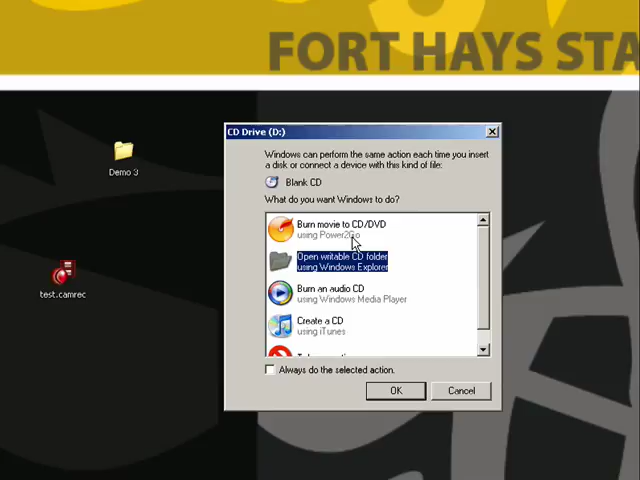 FORT HAYS STA
CD Drive (D:)
Windows can perform the same action each time you insert
a disk or connect a device with this kind of file:
Blank CD
What do you want Windows to do?
Burn movie to CD/DVD
using Power2Go
Open writable CD folder
using Windows Explorer
Burn an audio CD
using Windows Media Player
Create a CD
using iTunes
Always do the selected action.
OK
Cancel
Demo 3
test.camrec